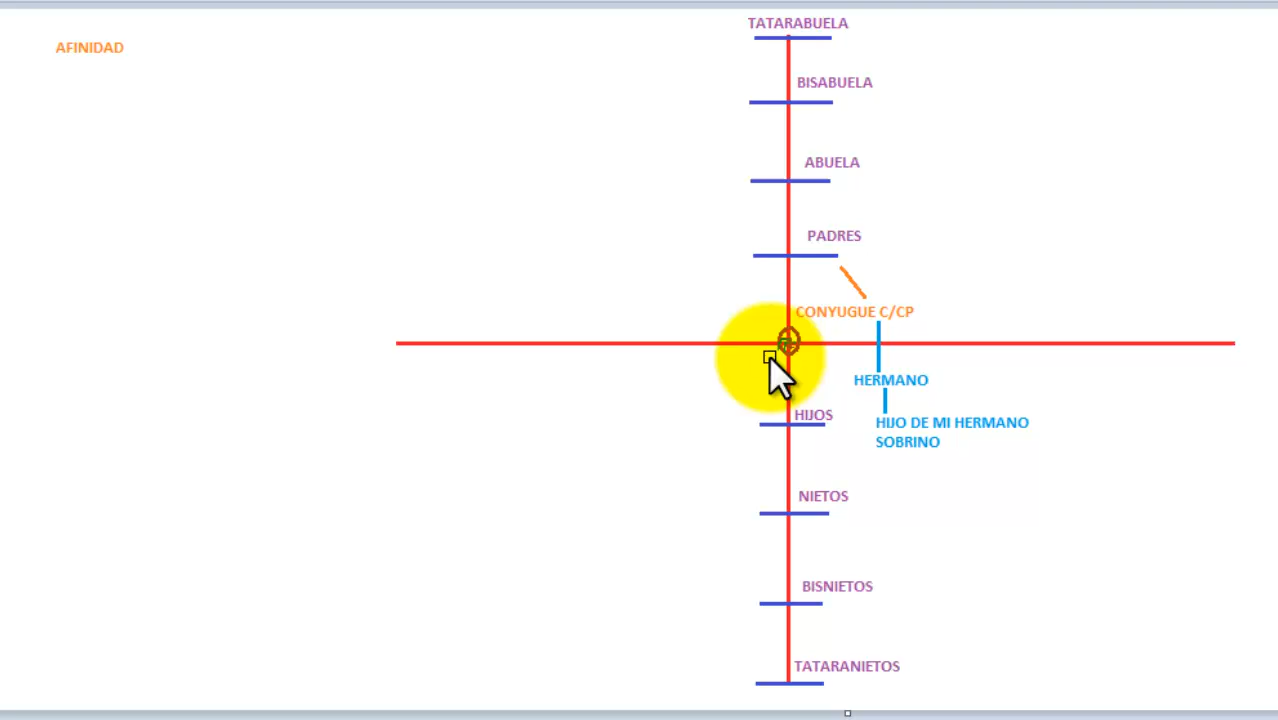 TATARABUELA
AFINIDAD
BISABUELA
ABUELA
PADRES
CONYUGUE C/CP
HERMANO
HIJOS
HIJO DE MI HERMANO
SOBRINO
NIETOS
BISNIETOS
TATARANIETOS